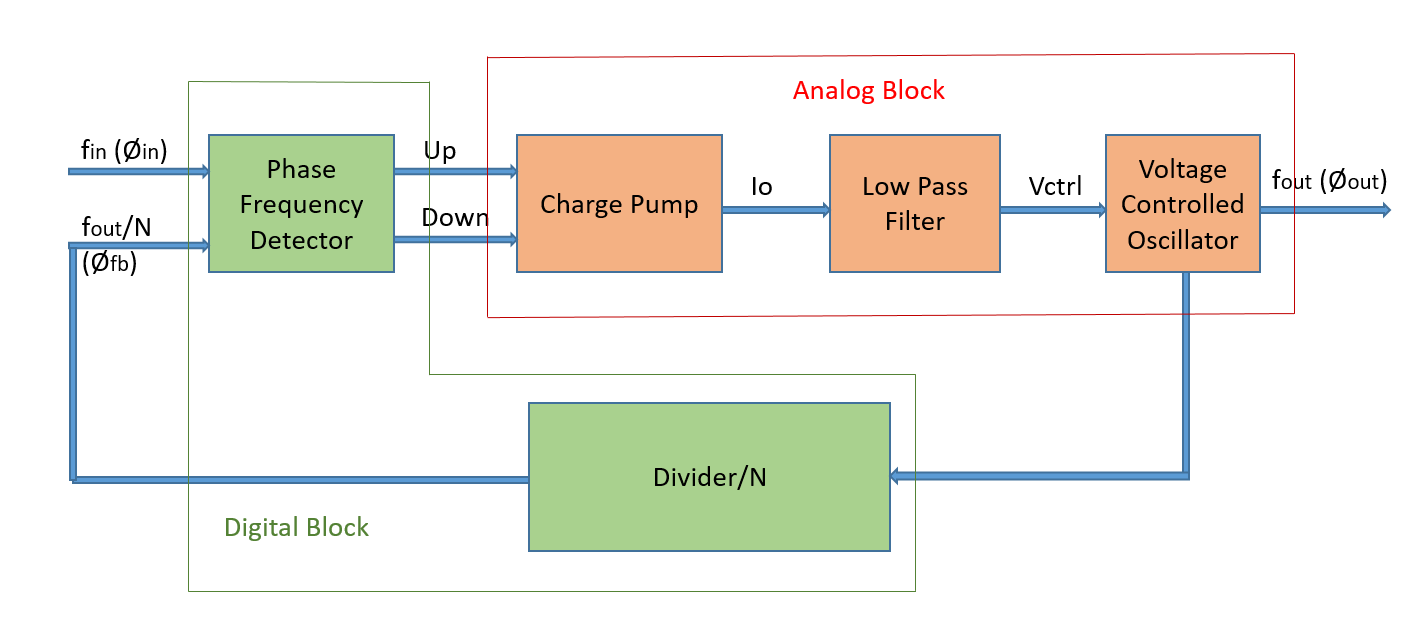 Analog Block
fin (Øin)
Up
Phase
Frequency
Detector
fout/N
(Øfb)
Down
Charge Pump
Io
Low Pass
Filter
Vctrl
Voltage
Controlled
Oscillator
fout (Øout)
Divider/N
Digital Block